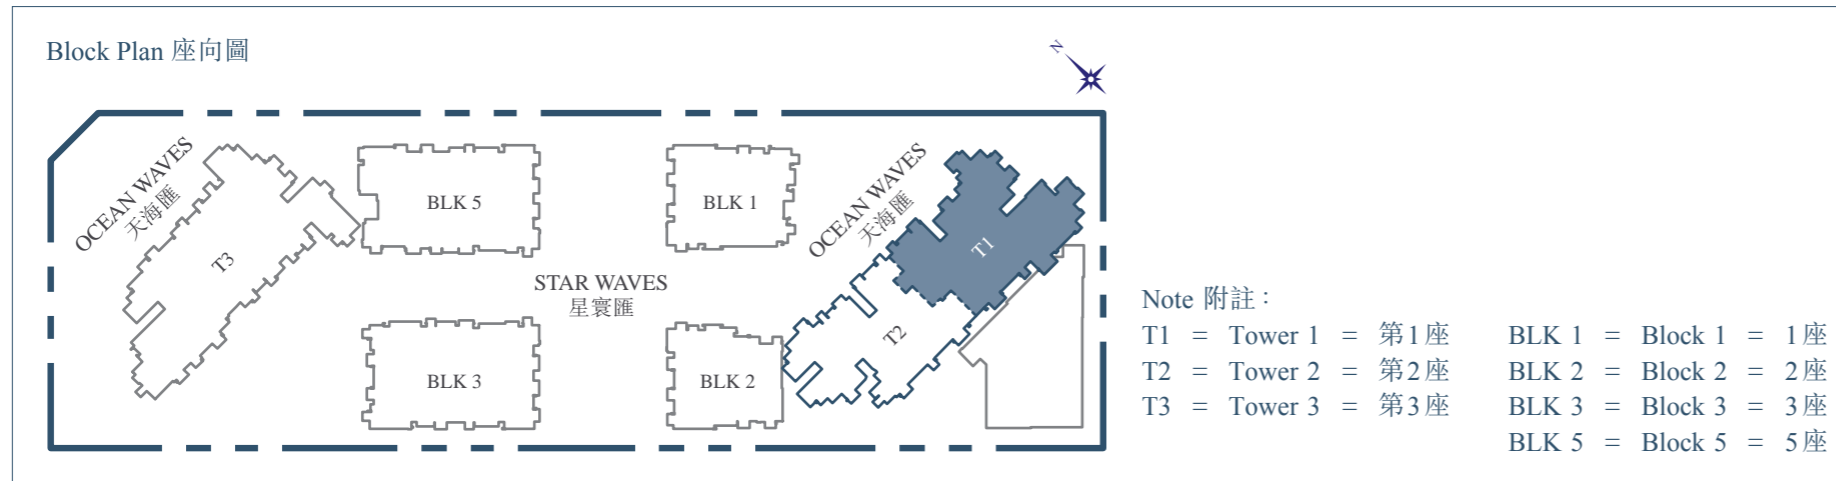 Block Plan 座向圖
N
OCEAN WAVES
天海匯
T3
BLK 5
BLK 1
OCEAN WAVES
天海匯
T1
STAR WAVES
星寰匯
BLK 3
BLK 2
T2
Note 附註：
T1 = Tower 1 = 第1座 BLK 1 = Block 1 = 1座
T2 = Tower 2 = 第2座 BLK 2 = Block 2 = 2座
T3 = Tower 3 = 第3座 BLK 3 = Block 3 = 3座
BLK 5 = Block 5 = 5座